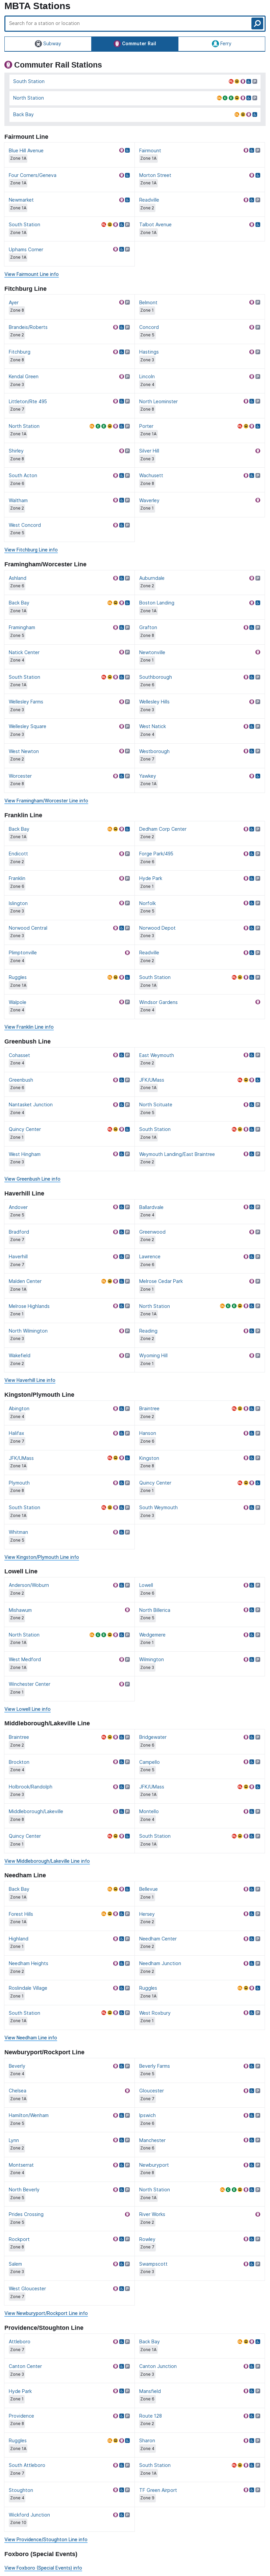 MBTA Stations
Search for a station or location
Subway
Commuter Rail
Ferry
Commuter Rail Stations
South Station
North Station
Back Bay
Fairmount Line
Blue Hill Avenue
Zone 1A
Fairmount
Zone 1A
Four Corners/Geneva
Zone 1A
Morton Street
Zone 1A
Newmarket
Zone 1A
Readville
Zone 2
South Station
Zone 1A
Talbot Avenue
Zone 1A
Uphams Corner
Zone 1A
View Fairmount Line info
Fitchburg Line
Ayer
Zone 8
Belmont
Zone 1
Brandeis/Roberts
Zone 2
Concord
Zone 5
Fitchburg
Zone 8
Hastings
Zone 3
Kendal Green
Zone 3
Lincoln
Zone 4
Littleton/Rte 495
Zone 7
North Leominster
Zone 8
North Station
Zone 1A
Porter
Zone 1A
Shirley
Zone 8
Silver Hill
Zone 3
South Acton
Zone 6
Wachusett
Zone 8
Waltham
Zone 2
Waverley
Zone 1
West Concord
Zone 5
View Fitchburg Line info
Framingham/Worcester Line
Ashland
Zone 6
Auburndale
Zone 2
Back Bay
Zone 1A
Boston Landing
Zone 1A
Framingham
Zone 5
Grafton
Zone 8
Natick Center
Zone 4
Newtonville
Zone 1
South Station
Zone 1A
Southborough
Zone 6
Wellesley Farms
Zone 3
Wellesley Hills
Zone 3
Wellesley Square
Zone 3
West Natick
Zone 4
West Newton
Zone 2
Westborough
Zone 7
Worcester
Zone 8
Yawkey
Zone 1A
View Framingham/Worcester Line info
Franklin Line
Back Bay
Zone 1A
Dedham Corp Center
Zone 2
Endicott
Zone 2
Forge Park/495
Zone 6
Franklin
Zone 6
Hyde Park
Zone 1
Islington
Zone 3
Norfolk
Zone 5
Norwood Central
Zone 3
Norwood Depot
Zone 3
Plimptonville
Zone 4
Readville
Zone 2
Ruggles
Zone 1A
South Station
Zone 1A
Walpole
Zone 4
Windsor Gardens
Zone 4
View Franklin Line info
Greenbush Line
Cohasset
Zone 4
East Weymouth
Zone 2
Greenbush
Zone 6
JFK/UMass
Zone 1A
Nantasket Junction
Zone 4
North Scituate
Zone 5
Quincy Center
Zone 1
South Station
Zone 1A
West Hingham
Zone 3
Weymouth Landing/East Braintree
Zone 2
View Greenbush Line info
Haverhill Line
Andover
Zone 5
Ballardvale
Zone 4
Bradford
Zone 7
Greenwood
Zone 2
Haverhill
Zone 7
Lawrence
Zone 6
Malden Center
Zone 1A
Melrose Cedar Park
Zone 1
Melrose Highlands
Zone 1
North Station
Zone 1A
North Wilmington
Zone 3
Reading
Zone 2
Wakefield
Zone 2
Wyoming Hill
Zone 1
View Haverhill Line info
Kingston/Plymouth Line
Abington
Zone 4
Braintree
Zone 2
Halifax
Zone 7
Hanson
Zone 6
JFK/UMass
Zone 1A
Kingston
Zone 8
Plymouth
Zone 8
Quincy Center
Zone 1
South Station
Zone 1A
South Weymouth
Zone 3
Whitman
Zone 5
View Kingston/Plymouth Line info
Lowell Line
Anderson/Woburn
Zone 2
Lowell
Zone 6
Mishawum
Zone 2
North Billerica
Zone 5
North Station
Zone 1A
Wedgemere
Zone 1
West Medford
Zone 1A
Wilmington
Zone 3
Winchester Center
Zone 1
View Lowell Line info
Middleborough/Lakeville Line
Braintree
Zone 2
Bridgewater
Zone 6
Brockton
Zone 4
Campello
Zone 5
Holbrook/Randolph
Zone 3
JFK/UMass
Zone 1A
Middleborough/Lakeville
Zone 8
Montello
Zone 4
Quincy Center
Zone 1
South Station
Zone 1A
View Middleborough/Lakeville Line info
Needham Line
Back Bay
Zone 1A
Bellevue
Zone 1
Forest Hills
Zone 1A
Hersey
Zone 2
Highland
Zone 1
Needham Center
Zone 2
Needham Heights
Zone 2
Needham Junction
Zone 2
Roslindale Village
Zone 1
Ruggles
Zone 1A
South Station
Zone 1A
West Roxbury
Zone 1
View Needham Line info
Newburyport/Rockport Line
Beverly
Zone 4
Beverly Farms
Zone 5
Chelsea
Zone 1A
Gloucester
Zone 7
Hamilton/Wenham
Zone 5
Ipswich
Zone 6
Lynn
Zone 2
Manchester
Zone 6
Montserrat
Zone 4
Newburyport
Zone 8
North Beverly
Zone 5
North Station
Zone 1A
Prides Crossing
Zone 5
River Works
Zone 2
Rockport
Zone 8
Rowley
Zone 7
Salem
Zone 3
Swampscott
Zone 3
West Gloucester
Zone 7
View Newburyport/Rockport Line info
Providence/Stoughton Line
Attleboro
Zone 7
Back Bay
Zone 1A
Canton Center
Zone 3
Canton Junction
Zone 3
Hyde Park
Zone 1
Mansfield
Zone 6
Providence
Zone 8
Route 128
Zone 2
Ruggles
Zone 1A
Sharon
Zone 4
South Attleboro
Zone 7
South Station
Zone 1A
Stoughton
Zone 4
TF Green Airport
Zone 9
Wickford Junction
Zone 10
View Providence/Stoughton Line info
Foxboro (Special Events)
View Foxboro (Special Events) info